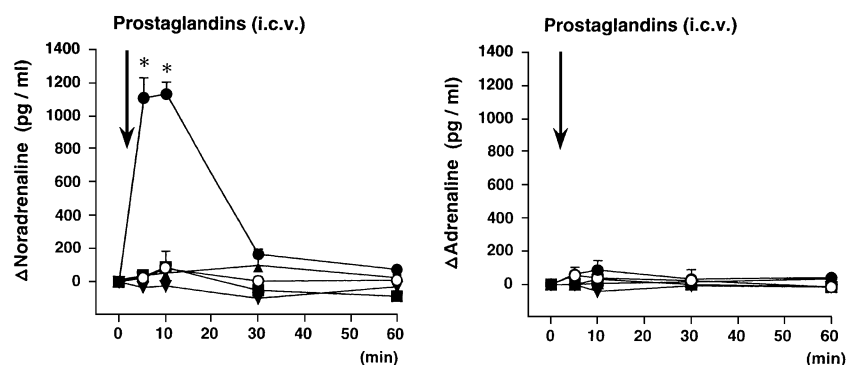 Prostaglandins (i.c.v.)
ΔNoradrenaline (pg / ml)
1400
1200
1000
800
600
400
200
0
* *
0 10 20 30 40 50 60
(min)
Prostaglandins (i.c.v.)
ΔAdrenaline (pg / ml)
1400
1200
1000
800
600
400
200
0
0 10 20 30 40 50 60
(min)